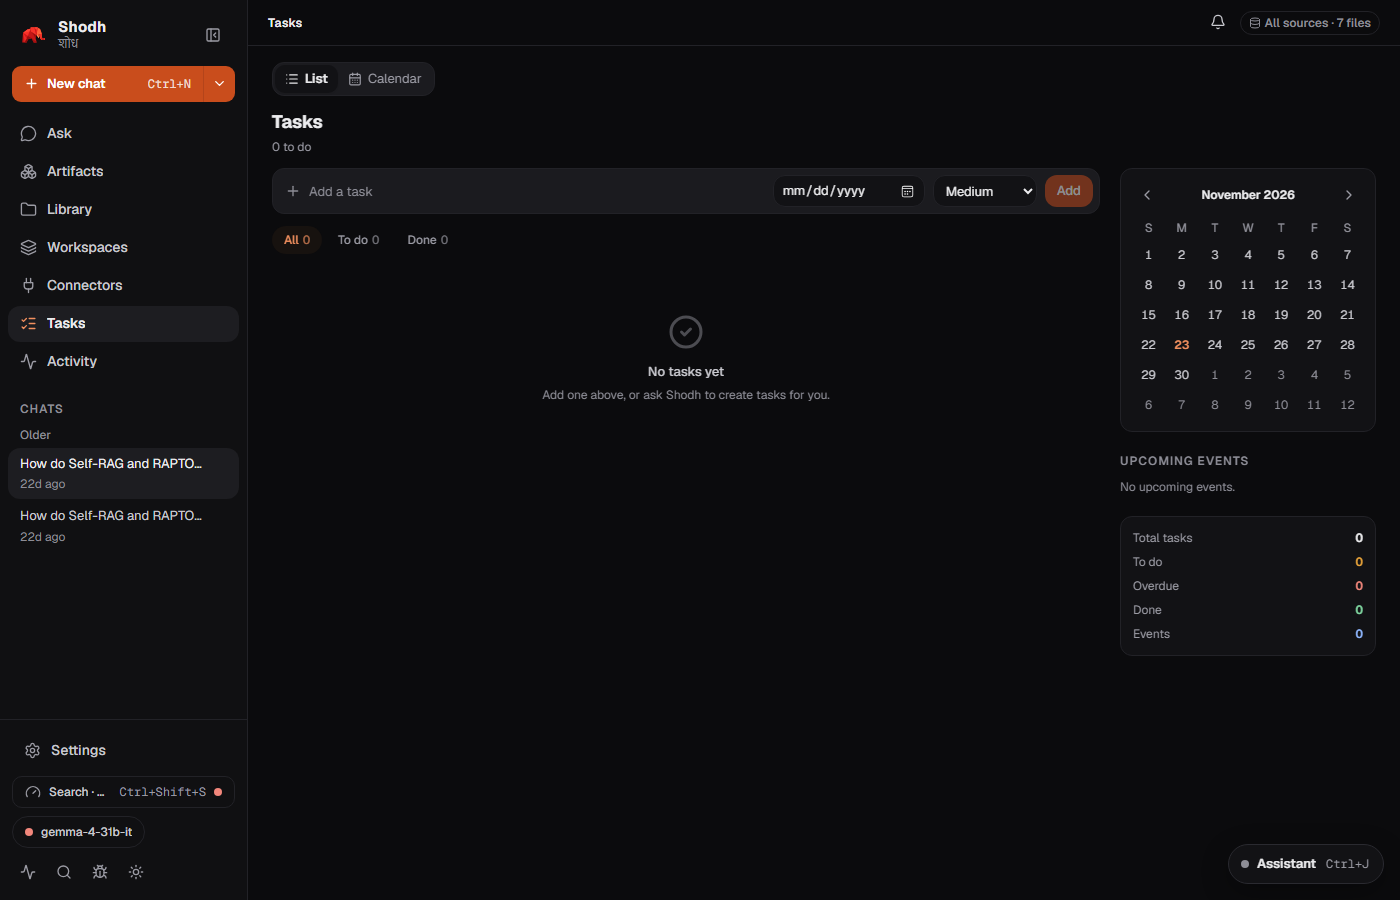 Shodh
शोध
New chat Ctrl+N
Ask
Artifacts
Library
Workspaces
Connectors
Tasks
Activity
CHATS
Older
How do Self-RAG and RAPTO...
22d ago
How do Self-RAG and RAPTO...
22d ago
Settings
Search · ... Ctrl+Shift+S
gemma-4-31b-it
Tasks
All sources · 7 files
List Calendar
Tasks
0 to do
Add a task mm/dd/yyyy Medium Add
All 0 To do 0 Done 0
No tasks yet
Add one above, or ask Shodh to create tasks for you.
November 2026
S M T W T F S
1 2 3 4 5 6 7
8 9 10 11 12 13 14
15 16 17 18 19 20 21
22 23 24 25 26 27 28
29 30 1 2 3 4 5
6 7 8 9 10 11 12
UPCOMING EVENTS
No upcoming events.
Total tasks 0
To do 0
Overdue 0
Done 0
Events 0
Assistant Ctrl+J